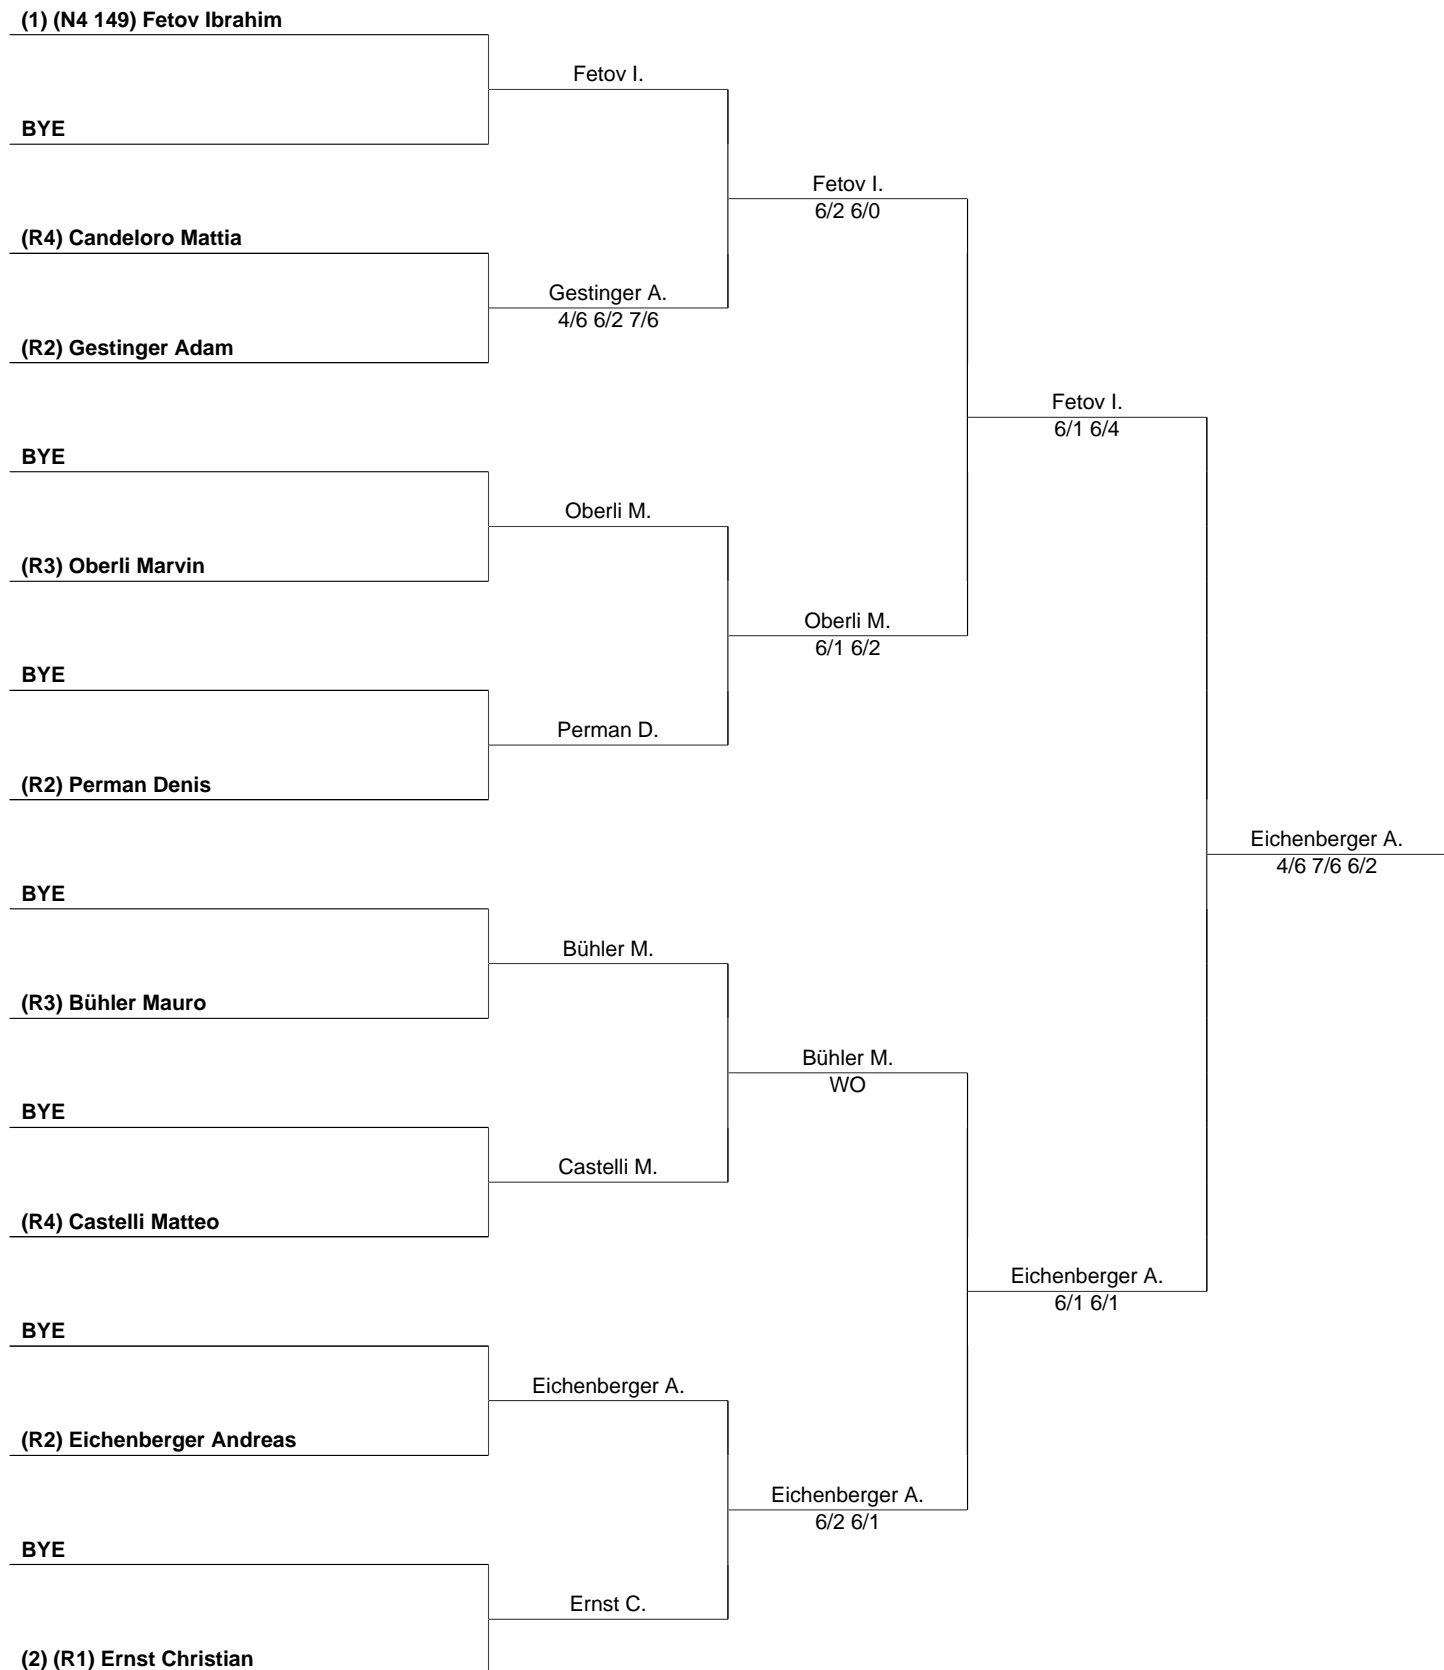 (1) (N4 149) Fetov Ibrahim
Fetov I.
BYE
Fetov I.
6/2 6/0
(R4) Candeloro Mattia
Gestinger A.
4/6 6/2 7/6
(R2) Gestinger Adam
Fetov I.
6/1 6/4
BYE
Oberli M.
(R3) Oberli Marvin
Oberli M.
6/1 6/2
BYE
Perman D.
(R2) Perman Denis
Eichenberger A.
4/6 7/6 6/2
BYE
Bühler M.
(R3) Bühler Mauro
Bühler M.
WO
BYE
Castelli M.
(R4) Castelli Matteo
Eichenberger A.
6/1 6/1
BYE
Eichenberger A.
(R2) Eichenberger Andreas
Eichenberger A.
6/2 6/1
BYE
Ernst C.
(2) (R1) Ernst Christian